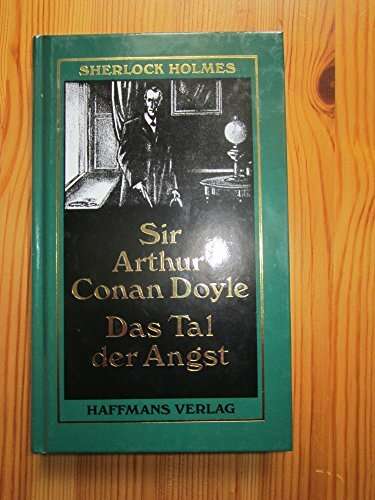 SHERLOCK HOLMES
Sir
Arthur
Conan Doyle
Das Tal
der Angst
HAFFMANS VERLAG